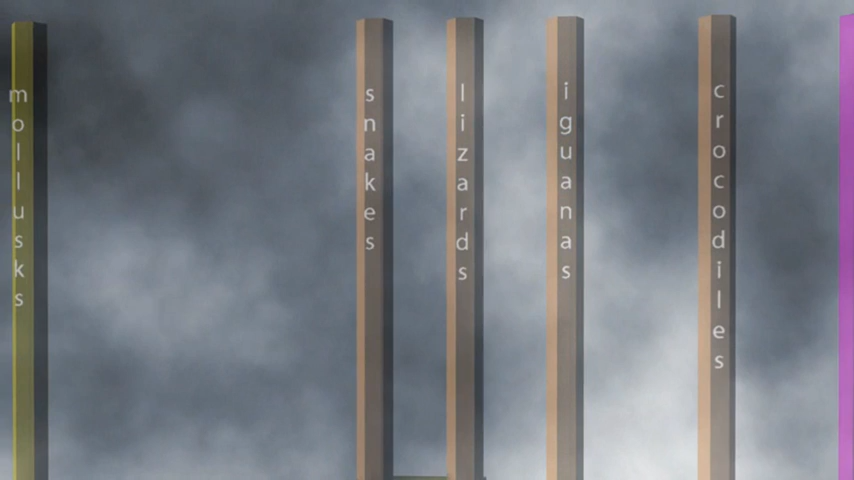 mollusks
snakes
lizards
iguanas
crocodiles